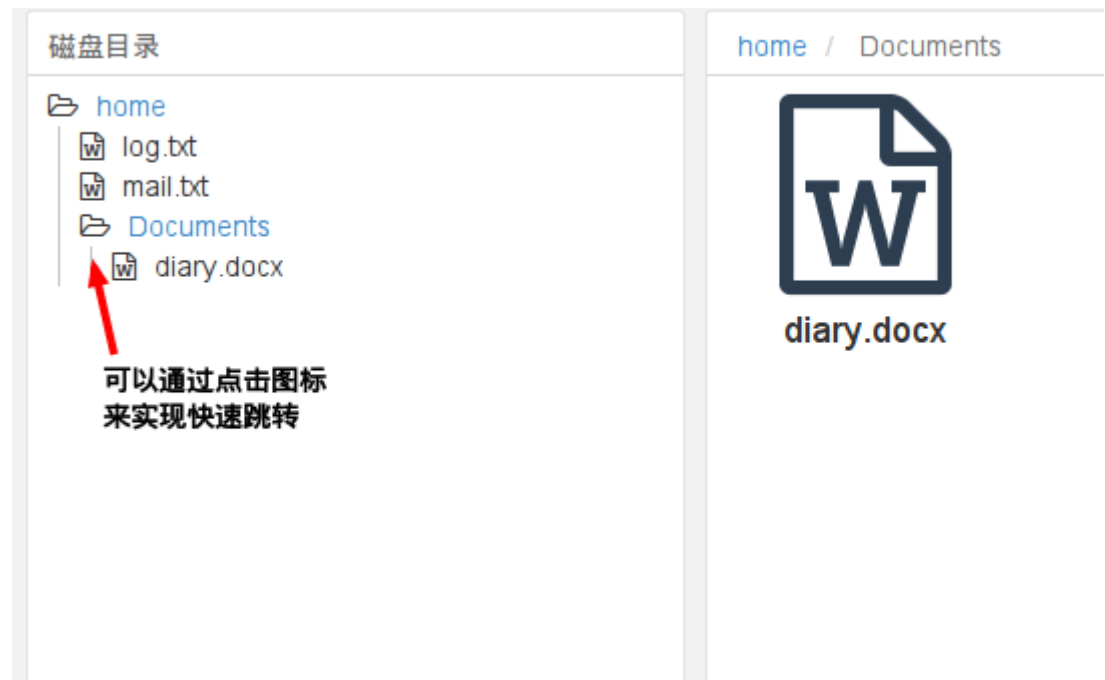 磁盘目录
home
log.txt
mail.txt
Documents
diary.docx
可以通过点击图标
来实现快速跳转
home / Documents
W
diary.docx